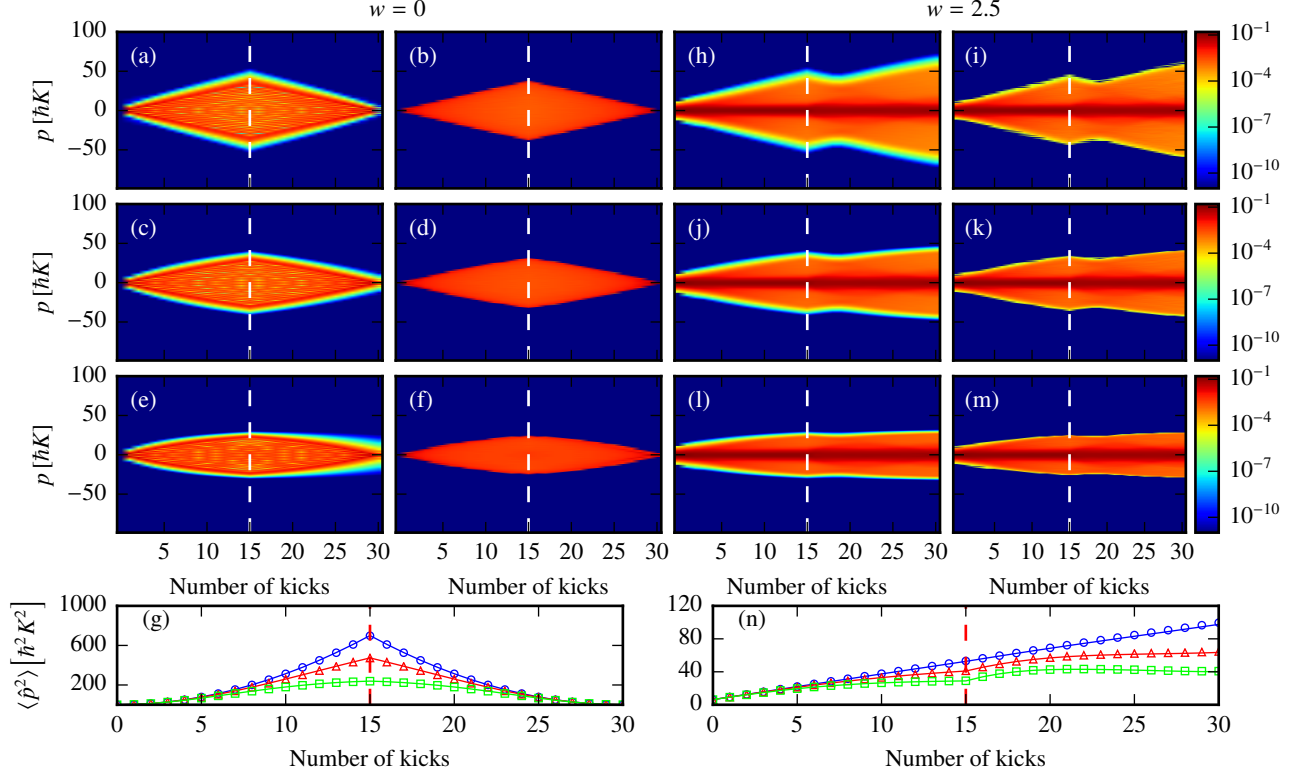 w = 0 w = 2.5
100 (a) (b) (h) (i) 10⁻¹
50 10⁻⁴
p [ħK] 0
−50 10⁻⁷
10⁻¹⁰
100 (c) (d) (j) (k) 10⁻¹
50 10⁻⁴
p [ħK] 0
−50 10⁻⁷
10⁻¹⁰
100 (e) (f) (l) (m) 10⁻¹
50 10⁻⁴
p [ħK] 0
−50 10⁻⁷
10⁻¹⁰
5 10 15 20 25 30 5 10 15 20 25 30 5 10 15 20 25 30 5 10 15 20 25 30
Number of kicks Number of kicks Number of kicks Number of kicks
⟨p̂²⟩ [ħ²K²]
1000 (g)
600
200
0 5 10 15 20 25 30
Number of kicks
120 (n)
80
40
0
0 5 10 15 20 25 30
Number of kicks